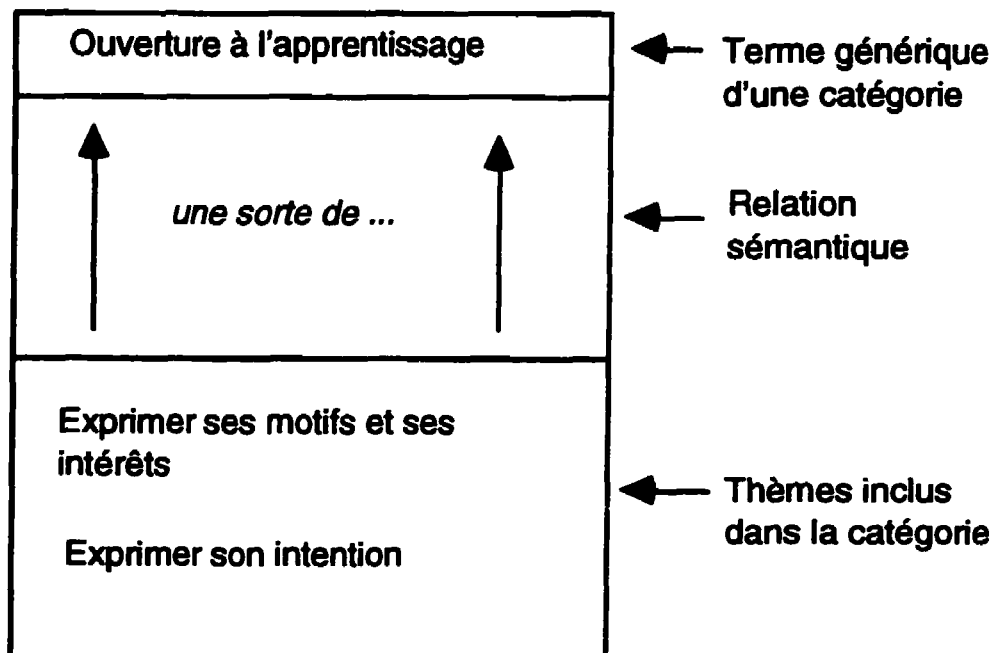 Ouverture à l'apprentissage
Terme générique
d'une catégorie
une sorte de ...
Relation
sémantique
Exprimer ses motifs et ses
intérêts
Thèmes inclus
dans la catégorie
Exprimer son intention